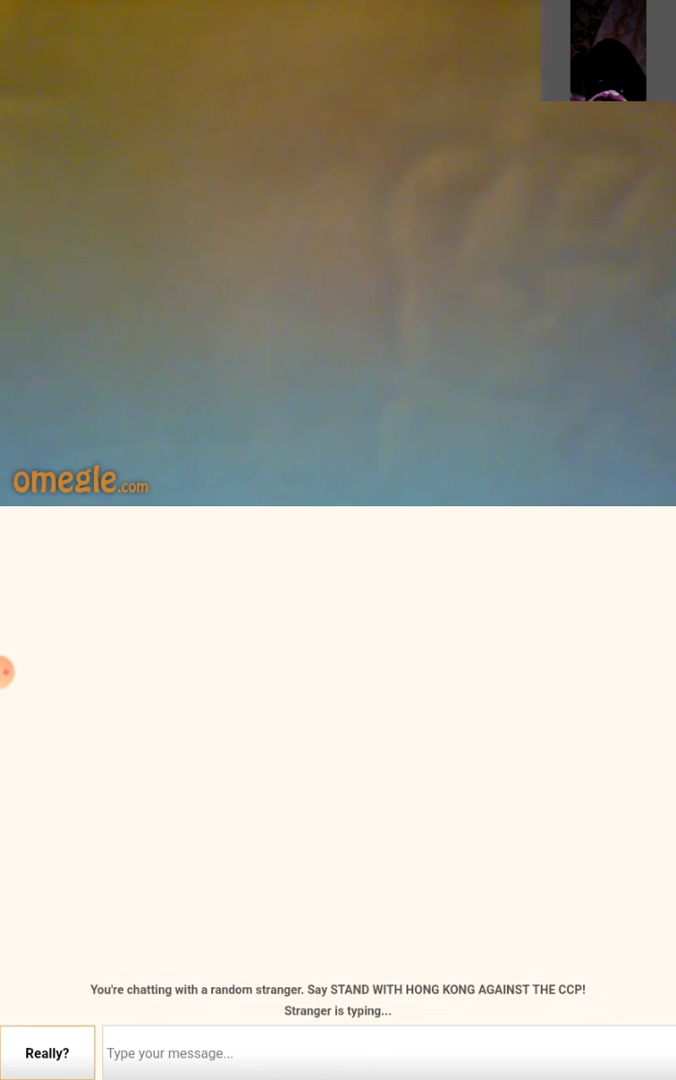 omegle.com
You're chatting with a random stranger. Say STAND WITH HONG KONG AGAINST THE CCP!
Stranger is typing...
Really?
Type your message...